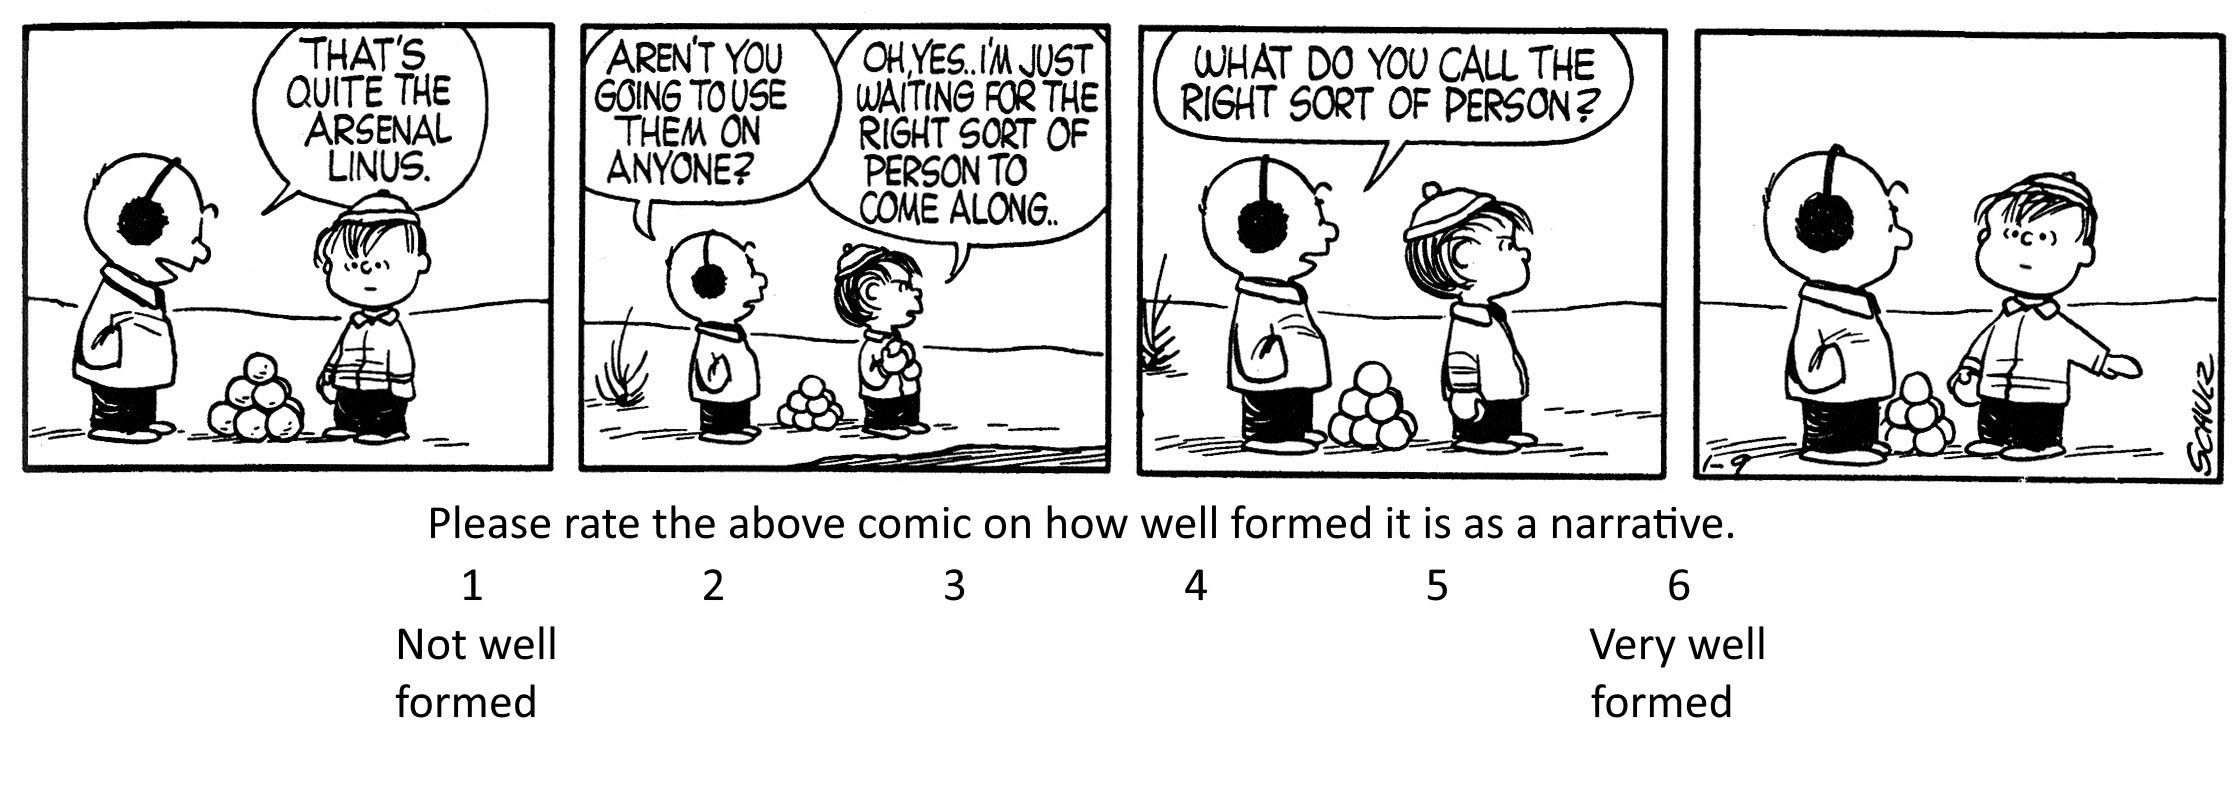 THAT'S
QUITE THE
ARSENAL
LINUS.
AREN'T YOU
GOING TO USE
THEM ON
ANYONE?
OH, YES.. I'M JUST
WAITING FOR THE
RIGHT SORT OF
PERSON TO
COME ALONG..
WHAT DO YOU CALL THE
RIGHT SORT OF PERSON?
1-9
SCHULZ
Please rate the above comic on how well formed it is as a narrative.
1 2 3 4 5 6
Not well
formed
Very well
formed